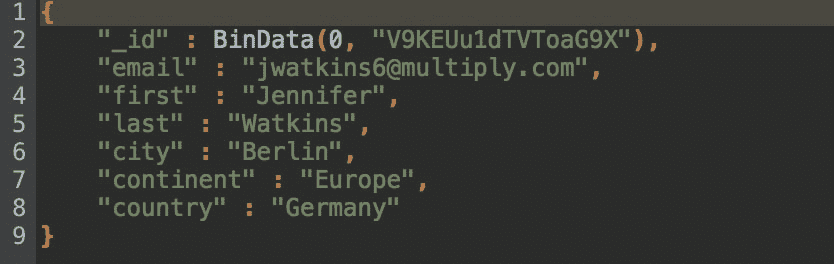 1 {
2 "_id" : BinData(0, "V9KEUu1dTVToaG9X"),
3 "email" : "jwatkins6@multiply.com",
4 "first" : "Jennifer",
5 "last" : "Watkins",
6 "city" : "Berlin",
7 "continent" : "Europe",
8 "country" : "Germany"
9 }